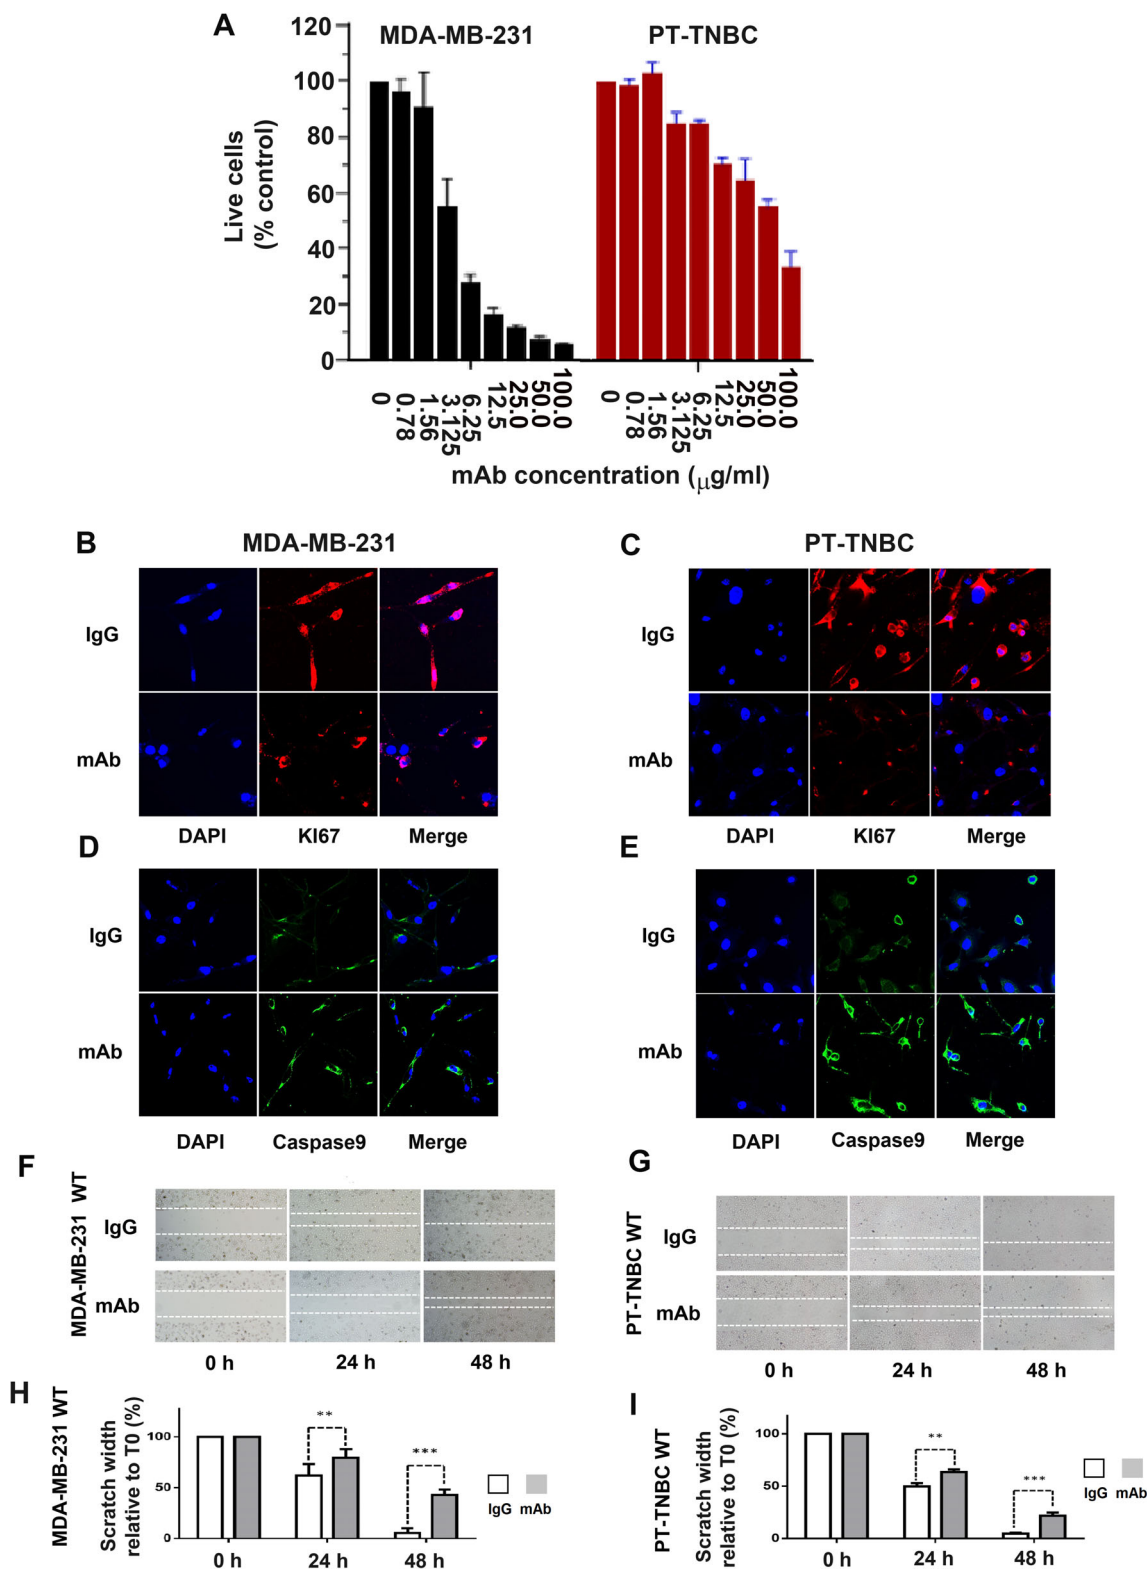 A
MDA-MB-231
PT-TNBC
120
100
80
60
40
20
0
Live cells
(% control)
0
0.78
1.56
3.125
6.25
12.5
25.0
50.0
100.0
0
0.78
1.56
3.125
6.25
12.5
25.0
50.0
100.0
mAb concentration (μg/ml)
B
MDA-MB-231
IgG
mAb
DAPI
KI67
Merge
C
PT-TNBC
IgG
mAb
DAPI
KI67
Merge
D
IgG
mAb
DAPI
Caspase9
Merge
E
IgG
mAb
DAPI
Caspase9
Merge
F
MDA-MB-231 WT
IgG
mAb
0 h
24 h
48 h
G
PT-TNBC WT
IgG
mAb
0 h
24 h
48 h
H
MDA-MB-231 WT
Scratch width
relative to T0 (%)
100
50
0
**
***
0 h
24 h
48 h
IgG
mAb
I
PT-TNBC WT
Scratch width
relative to T0 (%)
100
50
0
**
***
0 h
24 h
48 h
IgG
mAb